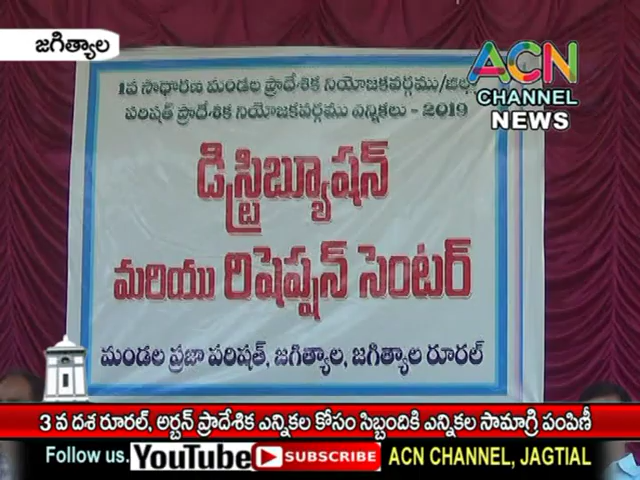 జగిత్యాల
ACN
CHANNEL
NEWS
1వ సాధారణ మండల ప్రాదేశిక నియోజకవర్గము/జిల్లా
పరిషత్ ప్రాదేశిక నియోజకవర్గము ఎన్నికలు - 2019
డిస్ట్రిబ్యూషన్
మరియు రిషెప్షన్ సెంటర్
మండల ప్రజా పరిషత్, జగిత్యాల, జగిత్యాల రూరల్
3 వ దశ రూరల్, అర్బన్ ప్రాదేశిక ఎన్నికల కోసం సిబ్బందికి ఎన్నికల సామాగ్రి పంపిణీ
Follow us. YouTube SUBSCRIBE ACN CHANNEL, JAGTIAL